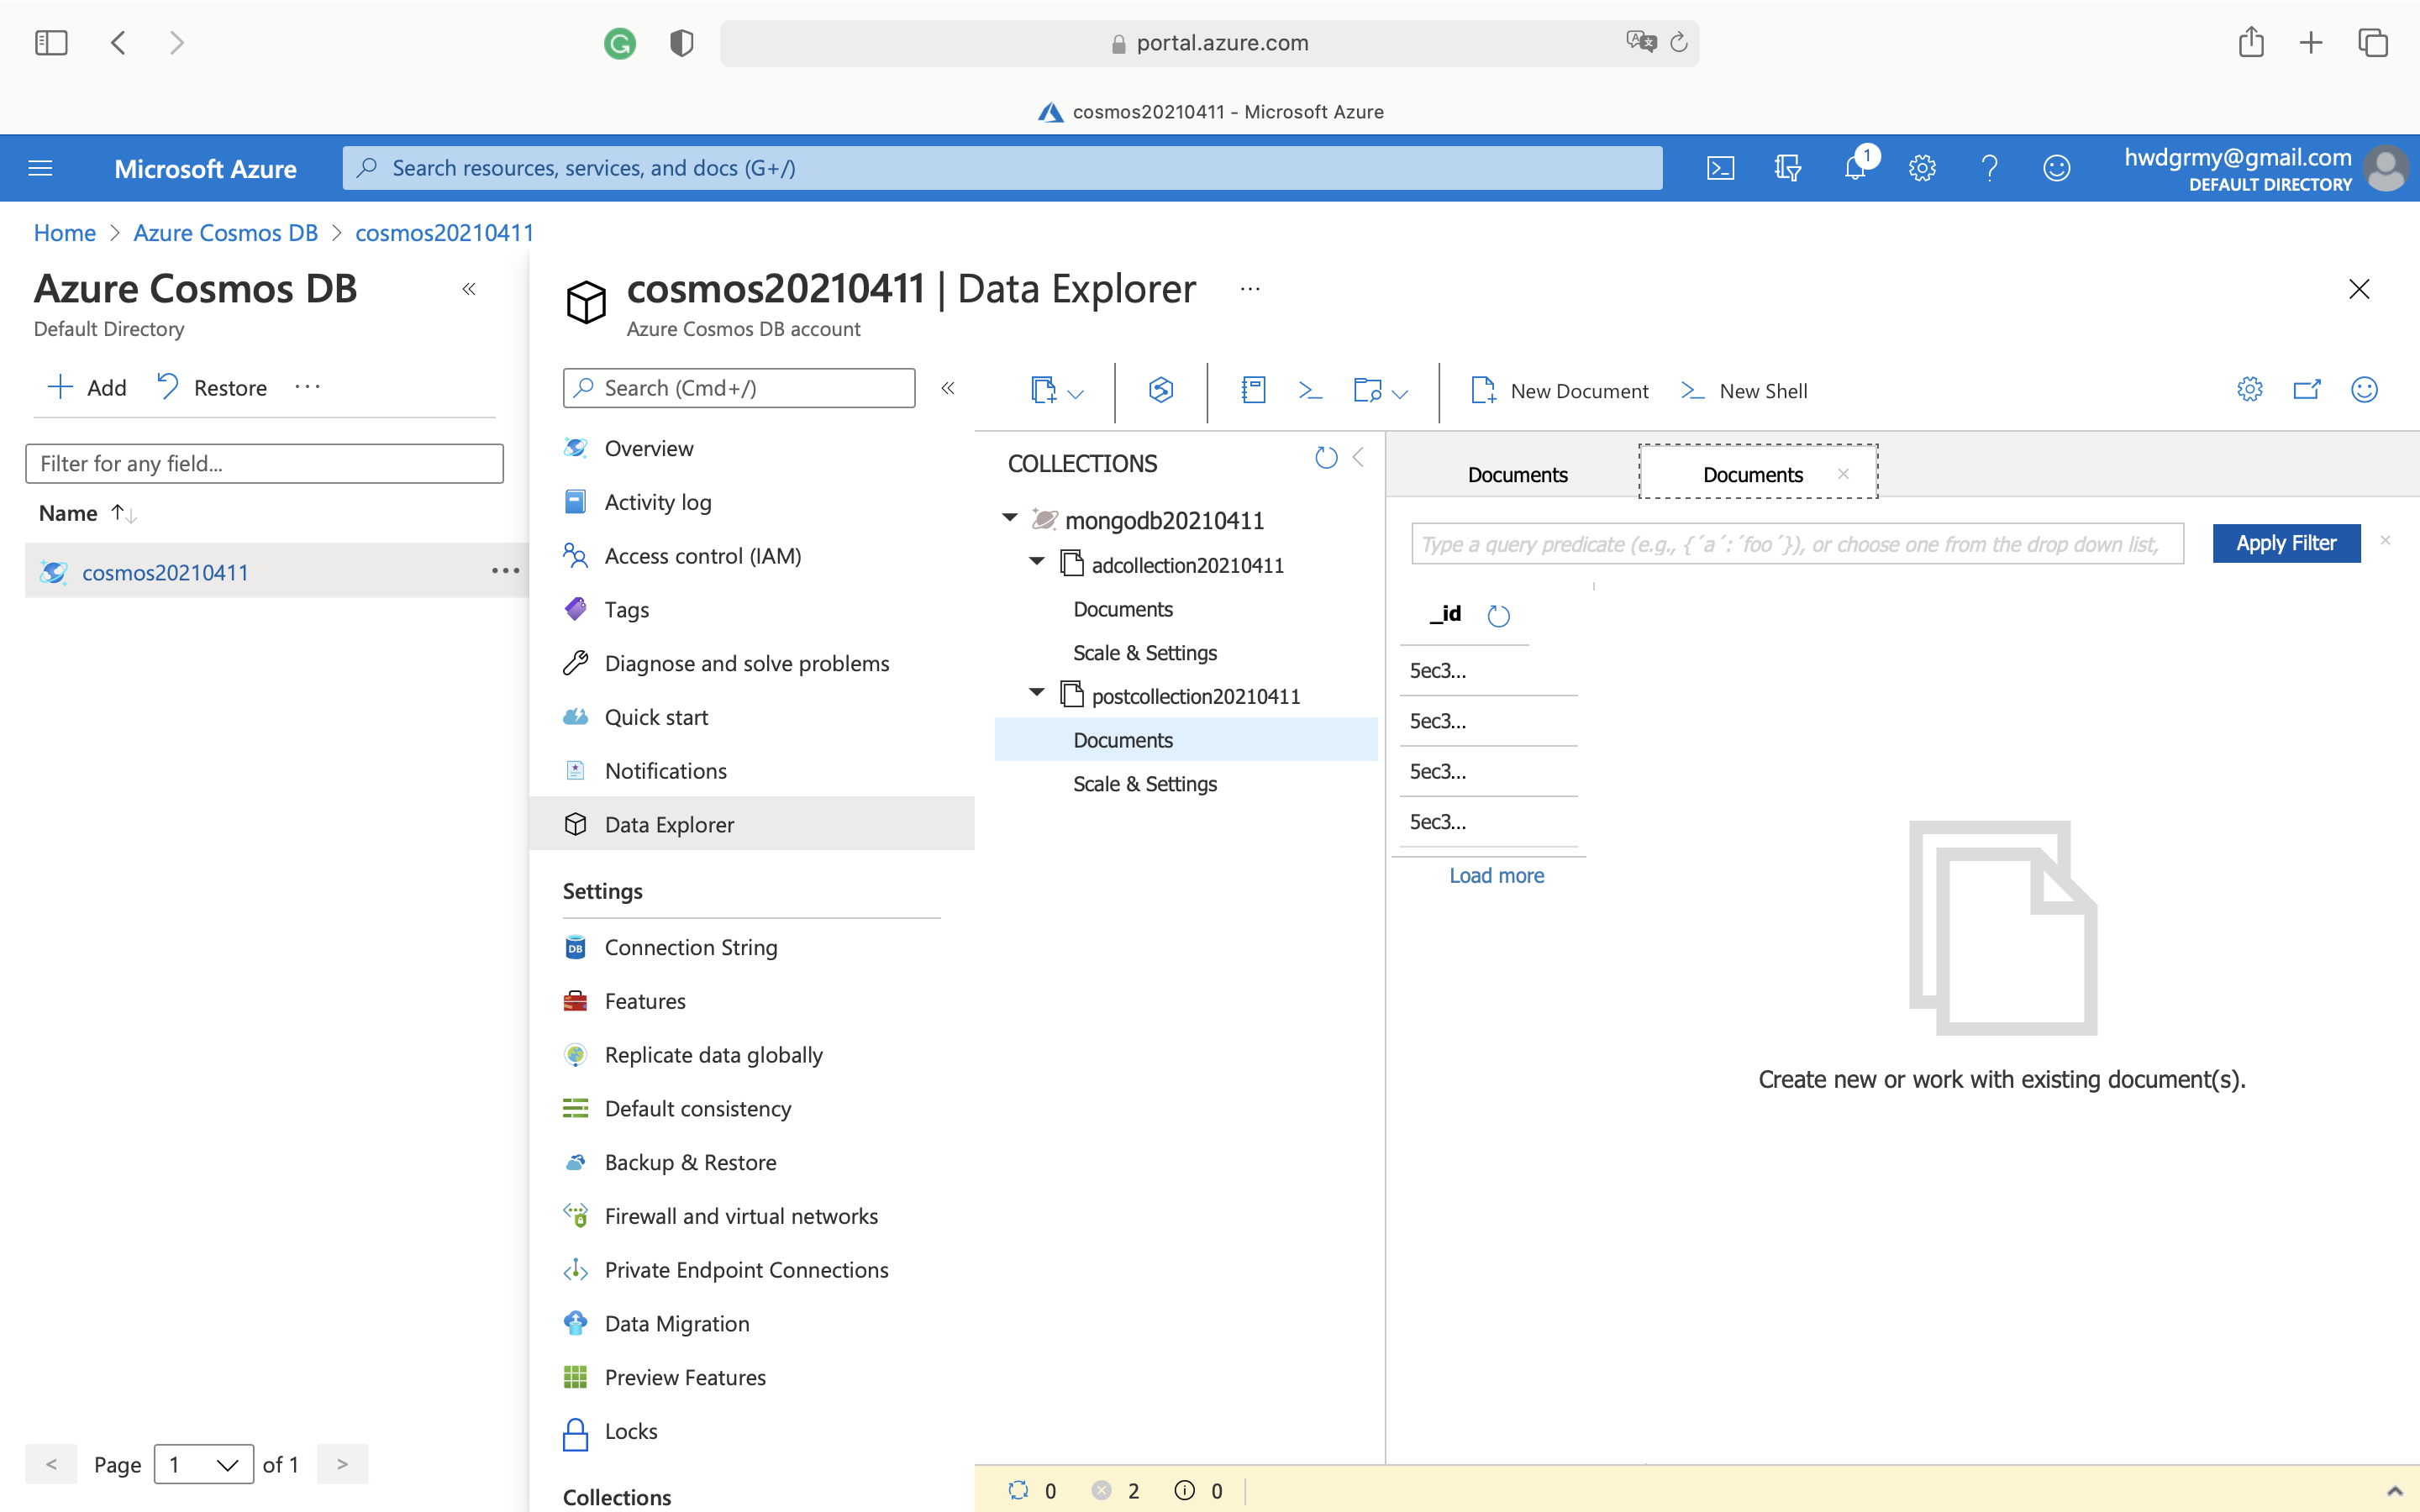 portal.azure.com
cosmos20210411 - Microsoft Azure
Microsoft Azure
Search resources, services, and docs (G+/)
1
hwdgrmy@gmail.com
DEFAULT DIRECTORY
Home > Azure Cosmos DB > cosmos20210411
Azure Cosmos DB
Default Directory
Add
Restore
Filter for any field...
Name
cosmos20210411
< Page 1 of 1 >
cosmos20210411 | Data Explorer
Azure Cosmos DB account
Search (Cmd+/)
Overview
Activity log
Access control (IAM)
Tags
Diagnose and solve problems
Quick start
Notifications
Data Explorer
Settings
Connection String
Features
Replicate data globally
Default consistency
Backup & Restore
Firewall and virtual networks
Private Endpoint Connections
Data Migration
Preview Features
Locks
Collections
New Document
New Shell
COLLECTIONS
mongodb20210411
adcollection20210411
Documents
Scale & Settings
postcollection20210411
Documents
Scale & Settings
Documents
Documents
Type a query predicate (e.g., {´a´:´foo´}), or choose one from the drop down list,
Apply Filter
_id
5ec3...
5ec3...
5ec3...
5ec3...
Load more
Create new or work with existing document(s).
0 2 0